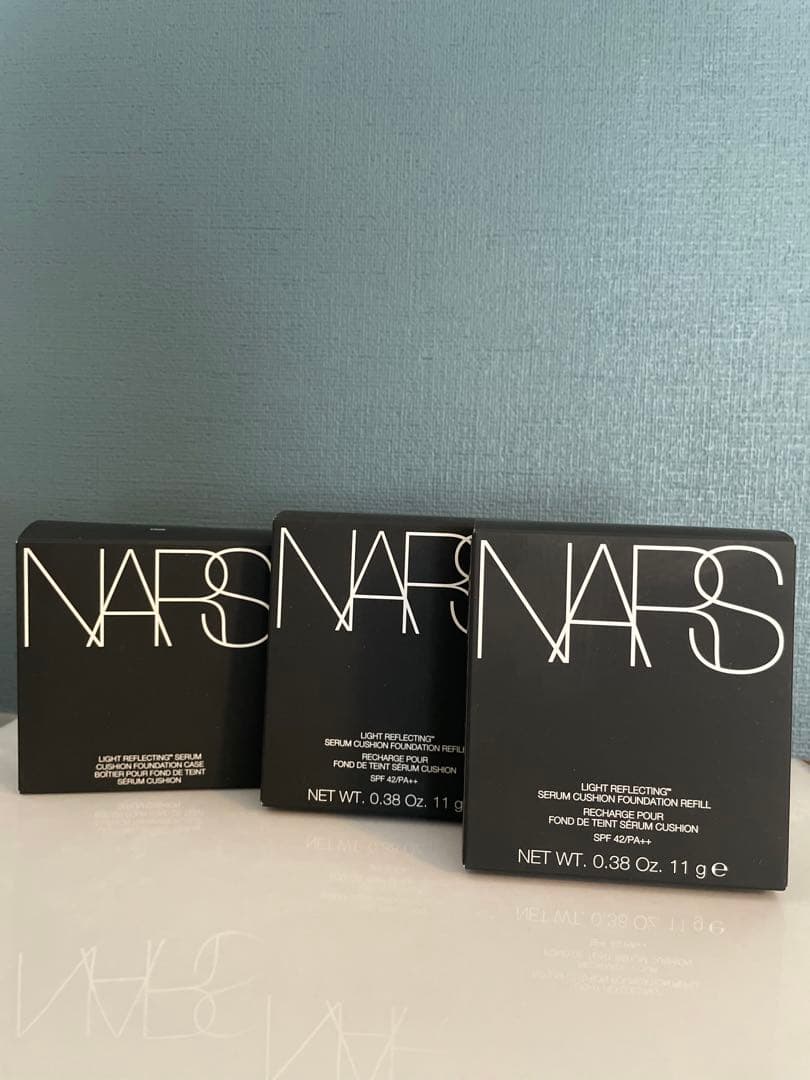 NARS
LIGHT REFLECTING™ SERUM
CUSHION FOUNDATION CASE
BOÎTIER POUR FOND DE TEINT
SÉRUM CUSHION
NARS
LIGHT REFLECTING™
SERUM CUSHION FOUNDATION REFILL
RECHARGE POUR
FOND DE TEINT SÉRUM CUSHION
SPF 42/PA++
NET WT. 0.38 Oz. 11 g
NARS
LIGHT REFLECTING™
SERUM CUSHION FOUNDATION REFILL
RECHARGE POUR
FOND DE TEINT SÉRUM CUSHION
SPF 42/PA++
NET WT. 0.38 Oz. 11 g ℮